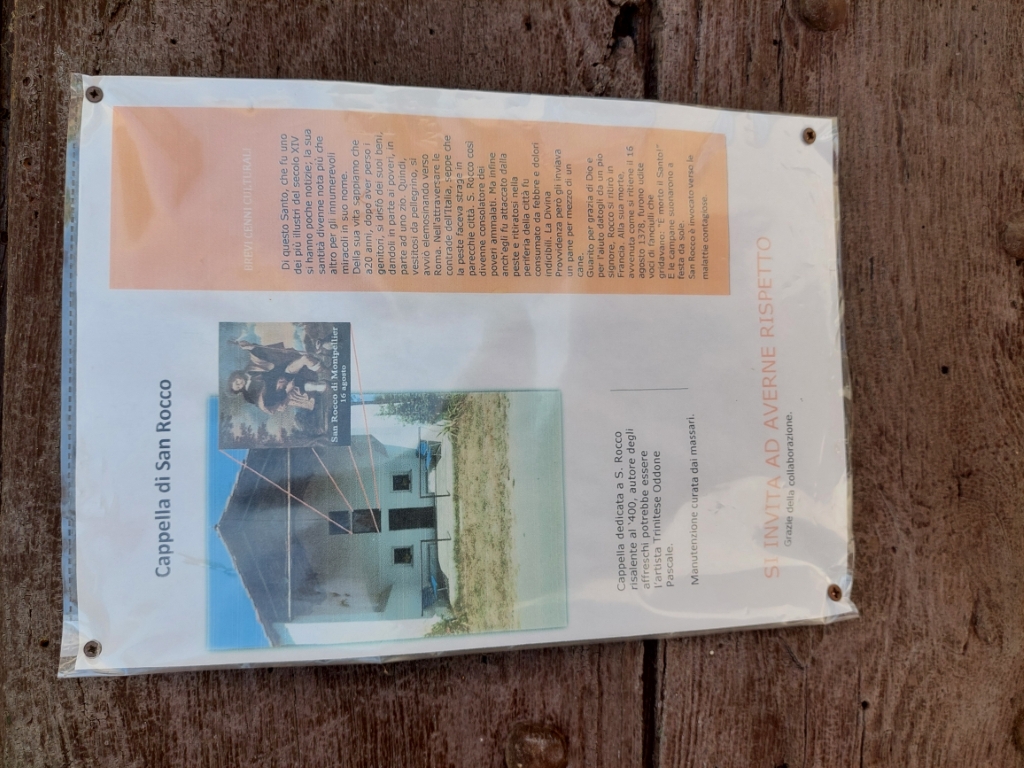 Cappella di San Rocco
San Rocco di Montpellier
16 agosto
Cappella dedicata a S. Rocco
risalente al '400, autore degli
affreschi potrebbe essere
l'artista Trinitese Oddone
Pascale.
Manutenzione curata dai massari.
BREVI CENNI CULTURALI
Di questo Santo, che fu uno
dei più illustri del secolo XIV
si hanno poche notizie; la sua
santità divenne nota più che
altro per gli innumerevoli
miracoli in suo nome.
Della sua vita sappiamo che
a20 anni, dopo aver perso i
genitori, si disfò dei suoi beni,
dandoli in parte ai poveri, in
parte ad uno zio. Quindi,
vestitosi da pellegrino, si
avviò elemosinando verso
Roma. Nell'attraversare le
contrade dell'Italia, seppe che
la peste faceva strage in
parecchie città. S. Rocco così
divenne consolatore dei
poveri ammalati. Ma infine
anch'egli fu attaccato dalla
peste e ritiratosi nella
periferia della città fu
consumato da febbre e dolori
indicibili. La Divina
Provvidenza però gli inviava
un pane per mezzo di un
cane.
Guarito per grazia di Dio e
per l'aiuto datogli da un pio
signore, Rocco si ritirò in
Francia. Alla sua morte,
avvenuta come si ritiene il 16
agosto 1378, furono udite
voci di fanciulli che
gridavano: "E' morto il Santo!"
E le campane suonarono a
festa da sole.
San Rocco è invocato verso le
malattie contagiose.
SI INVITA AD AVERNE RISPETTO
Grazie della collaborazione.